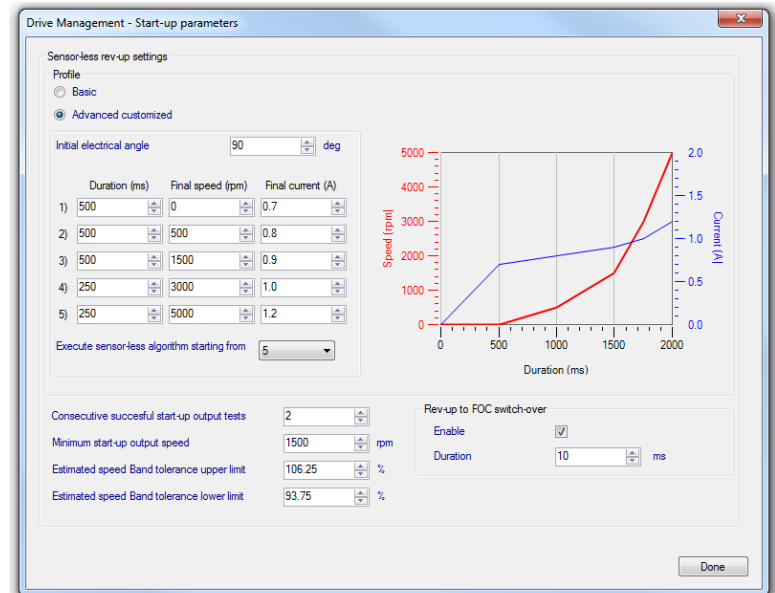 Drive Management - Start-up parameters
x
Sensor-less rev-up settings
Profile
Basic
Advanced customized
Initial electrical angle 90 deg
Duration (ms) Final speed (rpm) Final current (A)
1) 500 0 0.7
2) 500 500 0.8
3) 500 1500 0.9
4) 250 3000 1.0
5) 250 5000 1.2
Execute sensor-less algorithm starting from 5
5000
4000
3000
2000
1000
0
Speed [rpm]
2.0
1.5
1.0
0.5
0.0
Current [A]
0 500 1000 1500 2000
Duration (ms)
Consecutive succesful start-up output tests 2
Minimum start-up output speed 1500 rpm
Estimated speed Band tolerance upper limit 106.25 %
Estimated speed Band tolerance lower limit 93.75 %
Rev-up to FOC switch-over
Enable
Duration 10 ms
Done